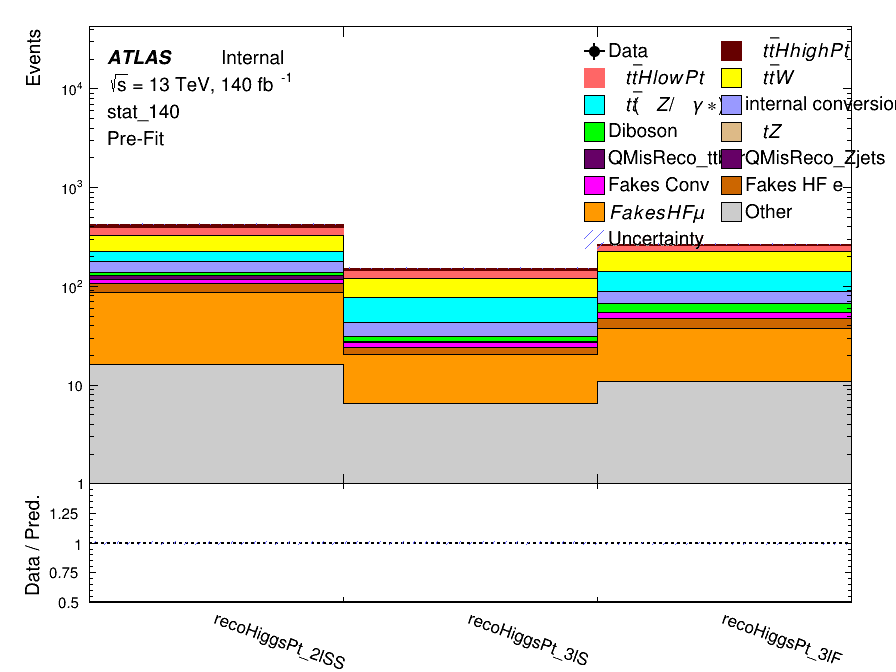 Events
ATLAS Internal
√s = 13 TeV, 140 fb⁻¹
stat_140
Pre-Fit
Data
tt̅HhighPt
tt̅HlowPt
tt̅W
tt̅(Z/γ*)
internal conversio
Diboson
tZ
QMisReco_ttbar
QMisReco_Zjets
Fakes Conv
Fakes HF e
FakesHFμ
Other
Uncertainty
10⁴
10³
10²
10
1
Data / Pred.
1.25
1
0.75
0.5
recoHiggsPt_2lSS
recoHiggsPt_3lS
recoHiggsPt_3lF